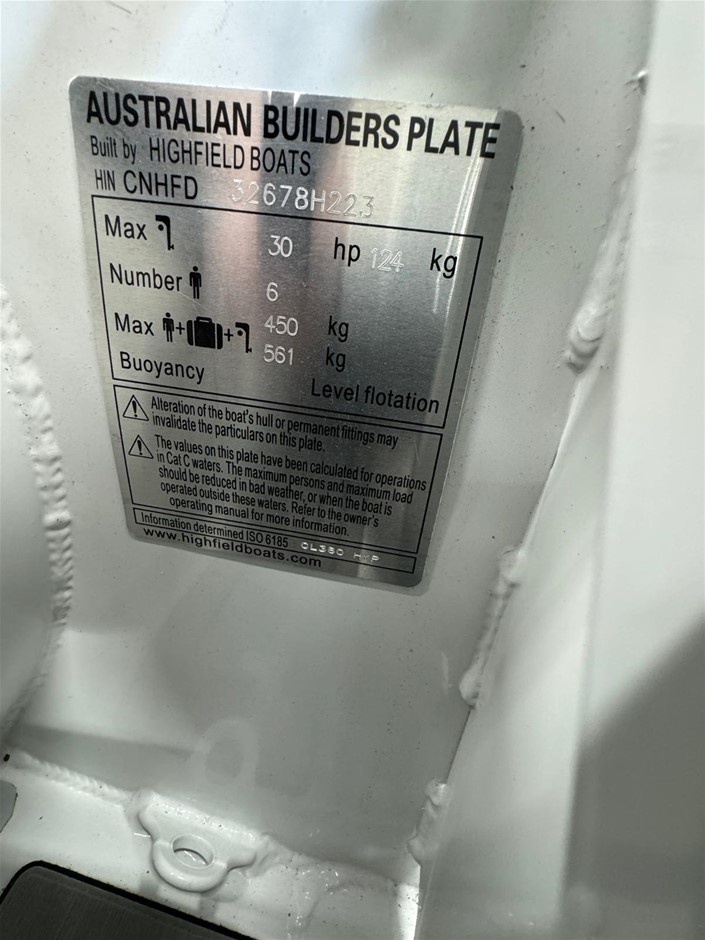 AUSTRALIAN BUILDERS PLATE
Built by HIGHFIELD BOATS
HIN CNHFD 32678H223
Max 30 hp 124 kg
Number 6
Max + + 450 kg
Buoyancy 561 kg
Level flotation
Alteration of the boat's hull or permanent fittings may
invalidate the particulars on this plate.
The values on this plate have been calculated for operations
in Cat C waters. The maximum persons and maximum load
should be reduced in bad weather, or when the boat is
operated outside these waters. Refer to the owner's
operating manual for more information.
Information determined ISO 6185 CL360 HYP
www.highfieldboats.com